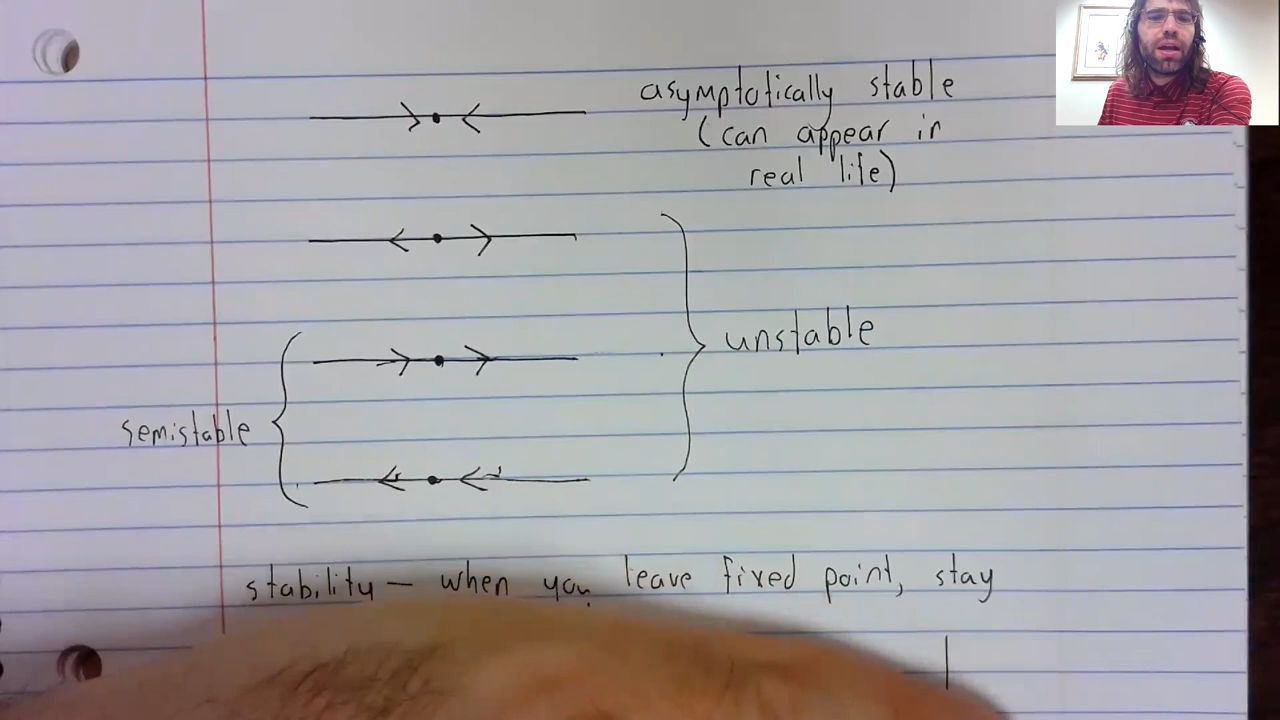 asymptotically stable
(can appear in
real life)
unstable
semistable
stability — when you leave fixed point, stay